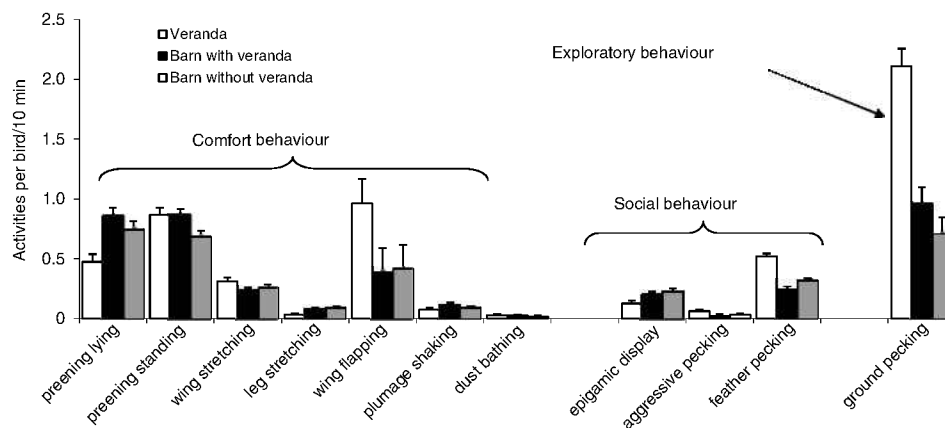 2.5
2.0
1.5
1.0
0.5
0
Activities per bird/10 min
Veranda
Barn with veranda
Barn without veranda
Comfort behaviour
Social behaviour
Exploratory behaviour
preening lying
preening standing
wing stretching
leg stretching
wing flapping
plumage shaking
dust bathing
epigamic display
aggressive pecking
feather pecking
ground pecking